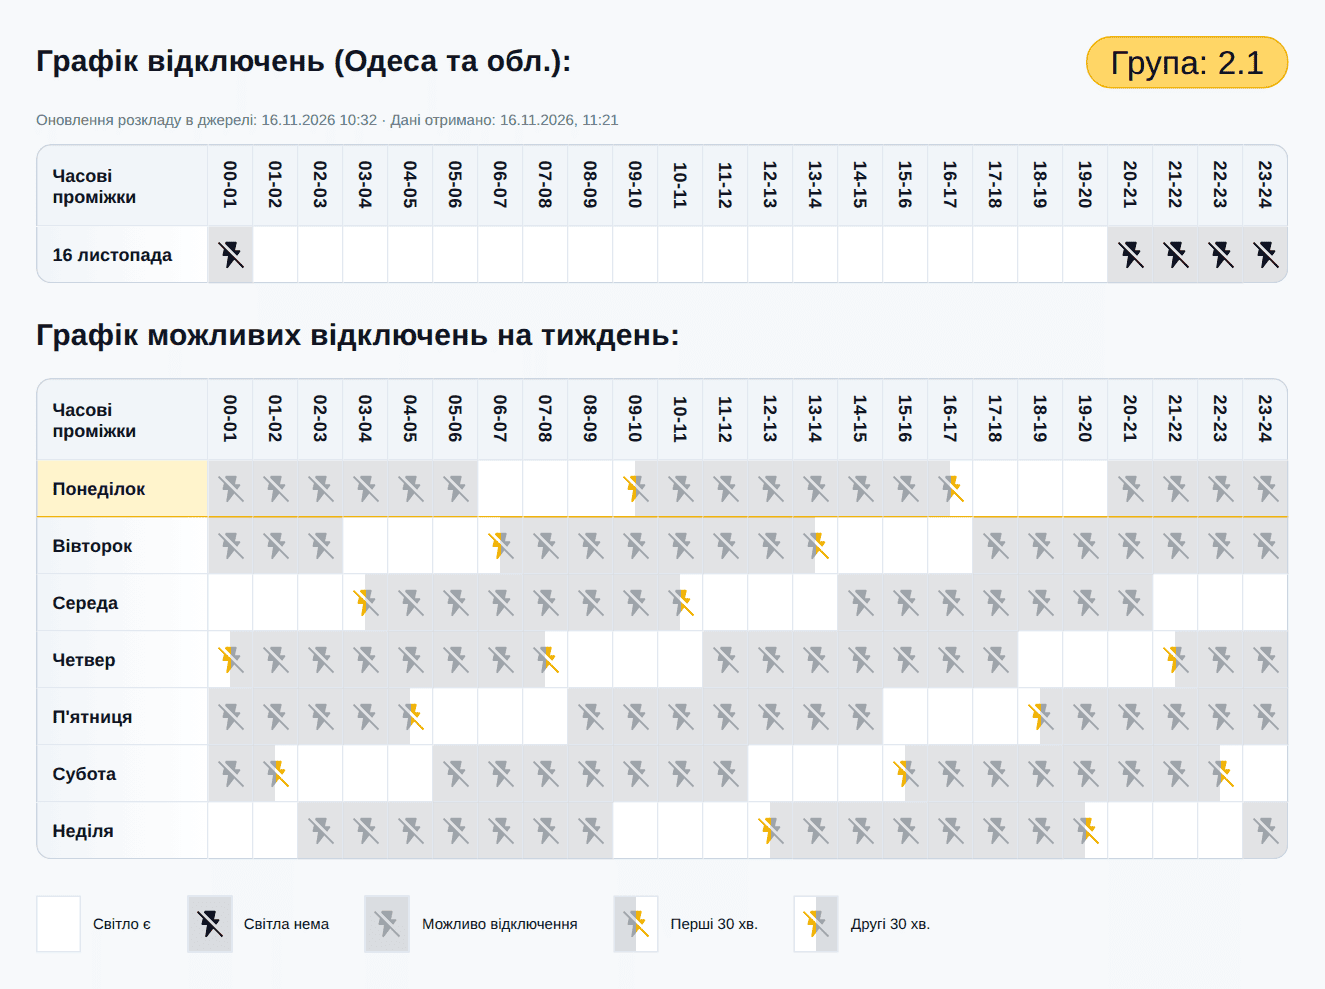 Графік відключень (Одеса та обл.):
Група: 2.1
Оновлення розкладу в джерелі: 16.11.2026 10:32 · Дані отримано: 16.11.2026, 11:21
Часові проміжки 00-01 01-02 02-03 03-04 04-05 05-06 06-07 07-08 08-09 09-10 10-11 11-12 12-13 13-14 14-15 15-16 16-17 17-18 18-19 19-20 20-21 21-22 22-23 23-24
16 листопада
Графік можливих відключень на тиждень:
Часові проміжки 00-01 01-02 02-03 03-04 04-05 05-06 06-07 07-08 08-09 09-10 10-11 11-12 12-13 13-14 14-15 15-16 16-17 17-18 18-19 19-20 20-21 21-22 22-23 23-24
Понеділок
Вівторок
Середа
Четвер
П'ятниця
Субота
Неділя
Світло є Світла нема Можливо відключення Перші 30 хв. Другі 30 хв.